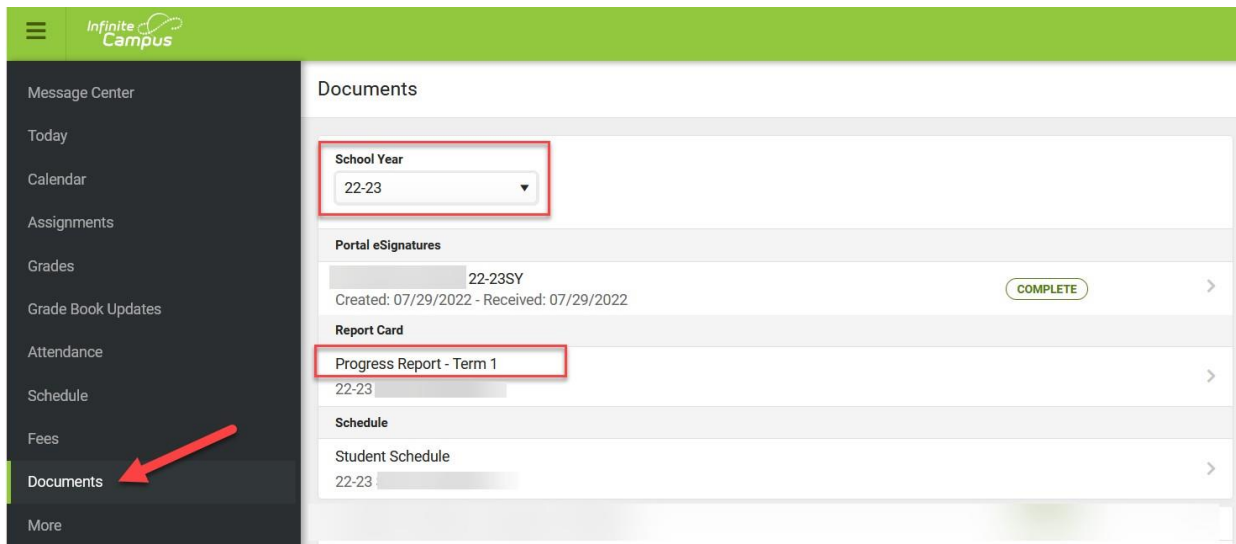 Infinite
Campus
Message Center
Today
Calendar
Assignments
Grades
Grade Book Updates
Attendance
Schedule
Fees
Documents
More
Documents
School Year
22-23
Portal eSignatures
22-23SY
Created: 07/29/2022 - Received: 07/29/2022
COMPLETE
Report Card
Progress Report - Term 1
22-23
Schedule
Student Schedule
22-23